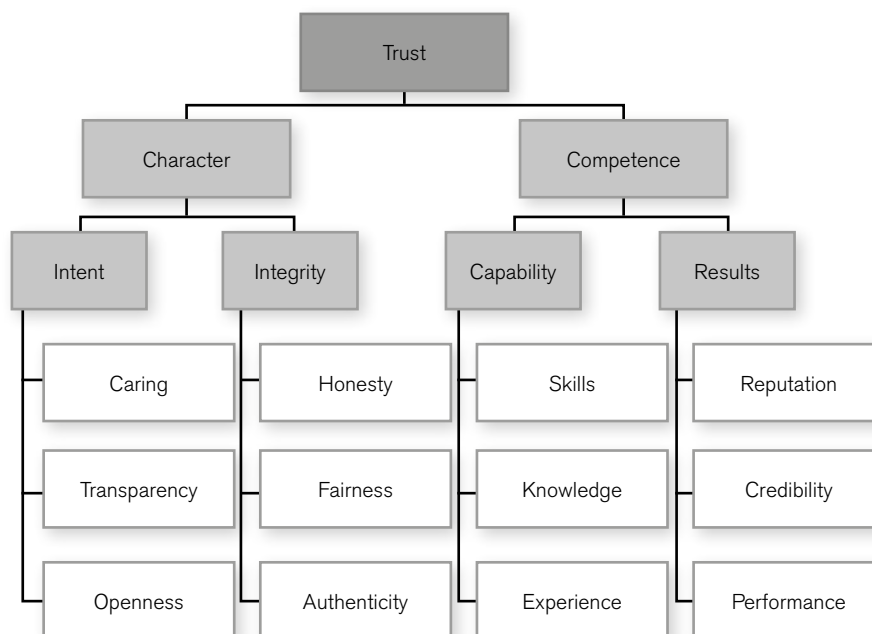 Trust
Character
Competence
Intent
Integrity
Capability
Results
Caring
Honesty
Skills
Reputation
Transparency
Fairness
Knowledge
Credibility
Openness
Authenticity
Experience
Performance